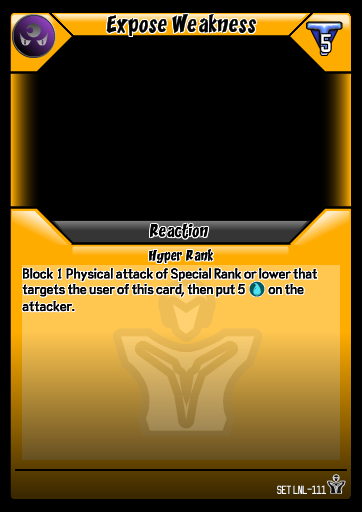 Expose Weakness
5
Reaction
Hyper Rank
Block 1 Physical attack of Special Rank or lower that
targets the user of this card, then put 5 on the
attacker.
SET LNL-111